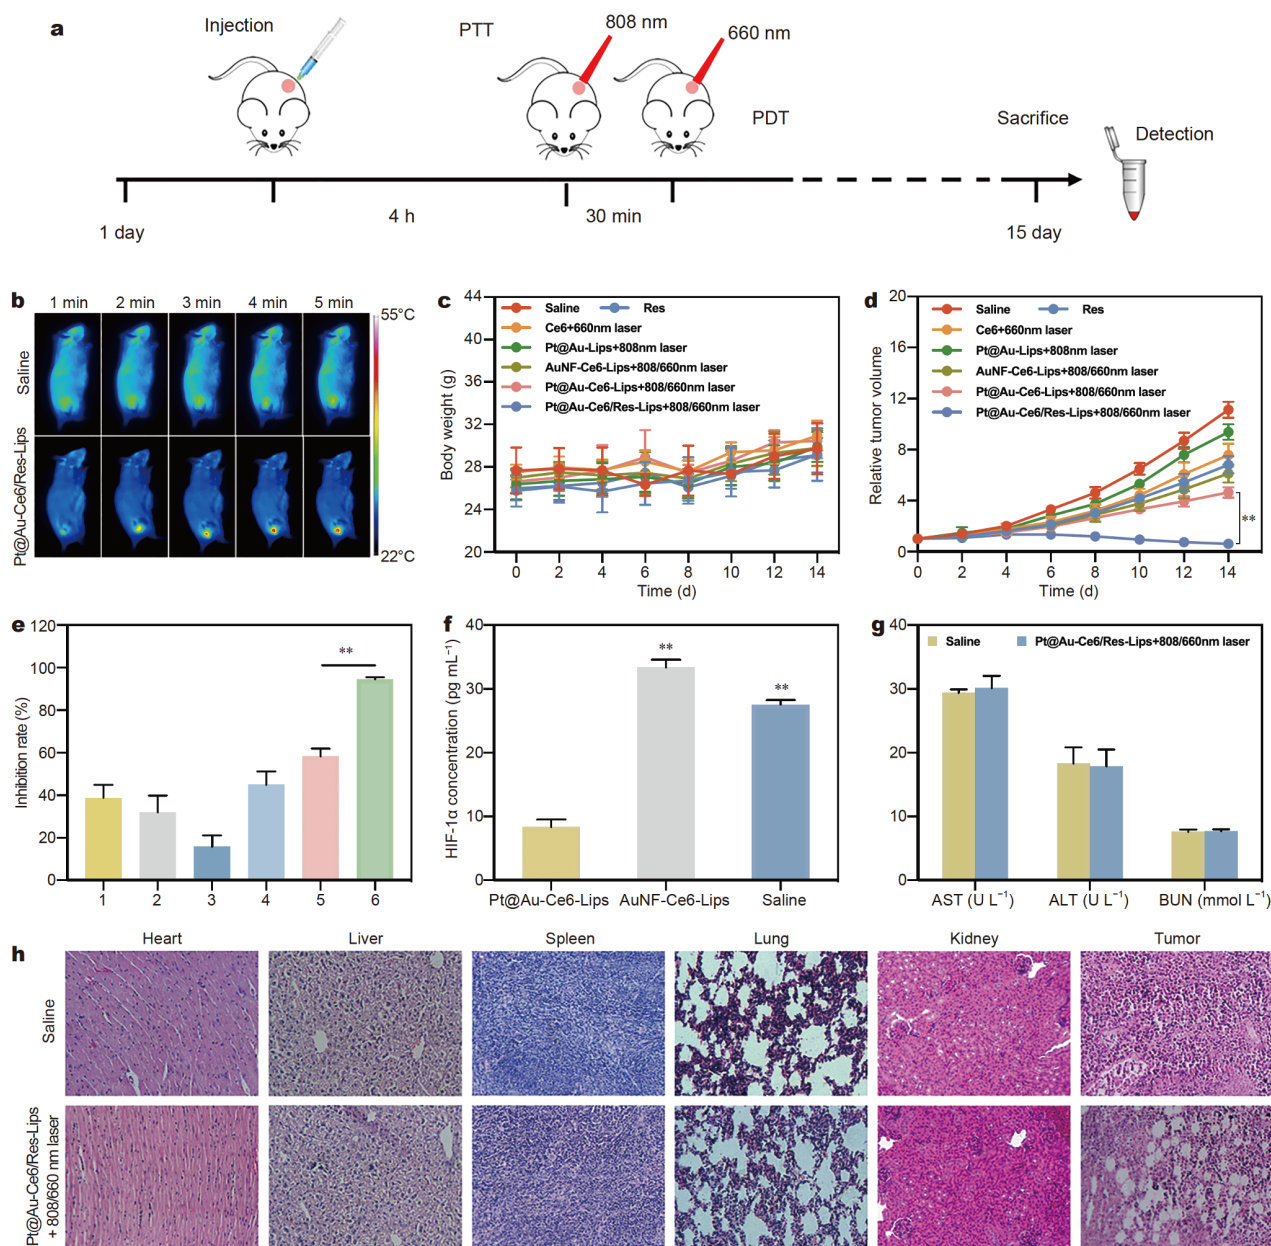 a
Injection
PTT
808 nm
660 nm
PDT
Sacrifice
Detection
1 day
4 h
30 min
15 day
b
1 min 2 min 3 min 4 min 5 min
Saline
Pt@Au-Ce6/Res-Lips
55°C
22°C
c
Body weight (g)
44
40
36
32
28
24
20
Saline Res
Ce6+660nm laser
Pt@Au-Lips+808nm laser
AuNF-Ce6-Lips+808/660nm laser
Pt@Au-Ce6-Lips+808/660nm laser
Pt@Au-Ce6/Res-Lips+808/660nm laser
0 2 4 6 8 10 12 14
Time (d)
d
Relative tumor volume
20
16
12
8
4
0
Saline Res
Ce6+660nm laser
Pt@Au-Lips+808nm laser
AuNF-Ce6-Lips+808/660nm laser
Pt@Au-Ce6-Lips+808/660nm laser
Pt@Au-Ce6/Res-Lips+808/660nm laser
**
0 2 4 6 8 10 12 14
Time (d)
e
Inhibition rate (%)
120
100
80
60
40
20
0
**
1 2 3 4 5 6
f
HIF-1α concentration (pg mL⁻¹)
40
30
20
10
0
**
**
Pt@Au-Ce6-Lips AuNF-Ce6-Lips Saline
g
40
30
20
10
0
Saline Pt@Au-Ce6/Res-Lips+808/660nm laser
AST (U L⁻¹) ALT (U L⁻¹) BUN (mmol L⁻¹)
h
Heart Liver Spleen Lung Kidney Tumor
Saline
Pt@Au-Ce6/Res-Lips
+ 808/660 nm laser